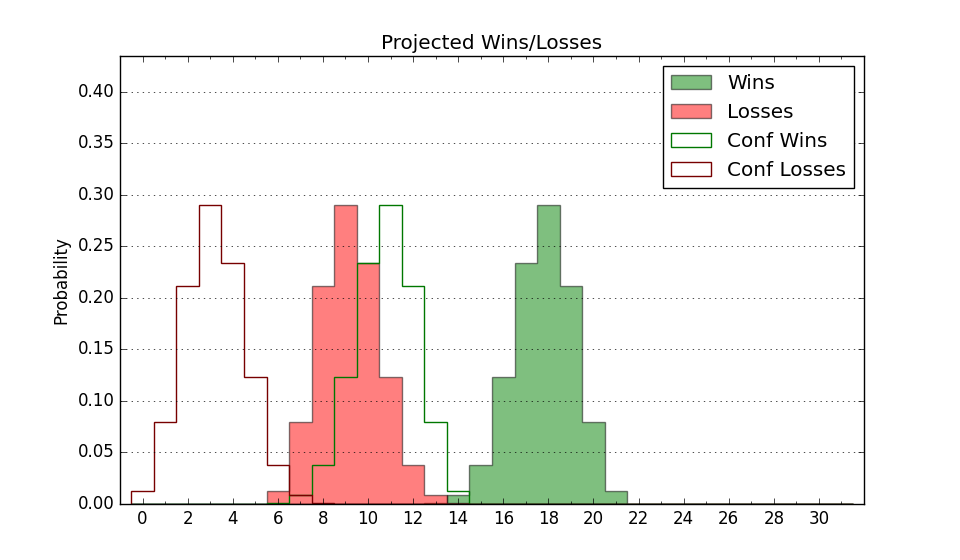 Projected Wins/Losses
0.40
0.35
0.30
0.25
0.20
0.15
0.10
0.05
0.00
Probability
Wins
Losses
Conf Wins
Conf Losses
0 2 4 6 8 10 12 14 16 18 20 22 24 26 28 30